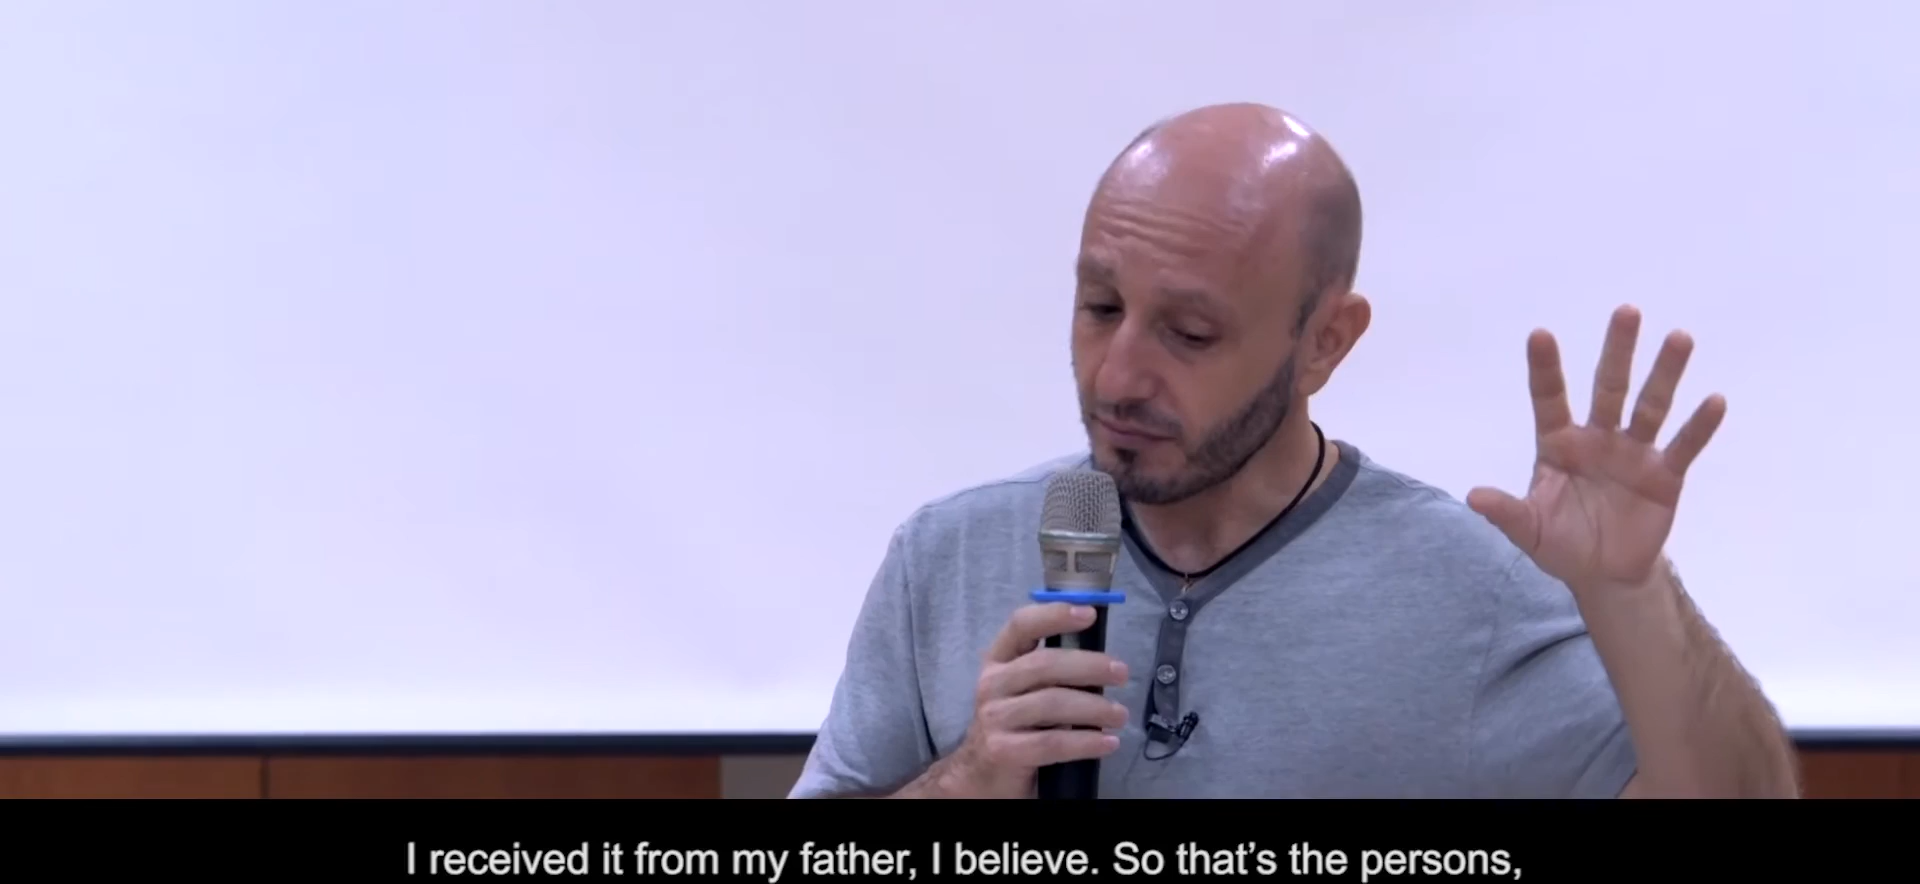 I received it from my father, I believe. So that’s the persons,